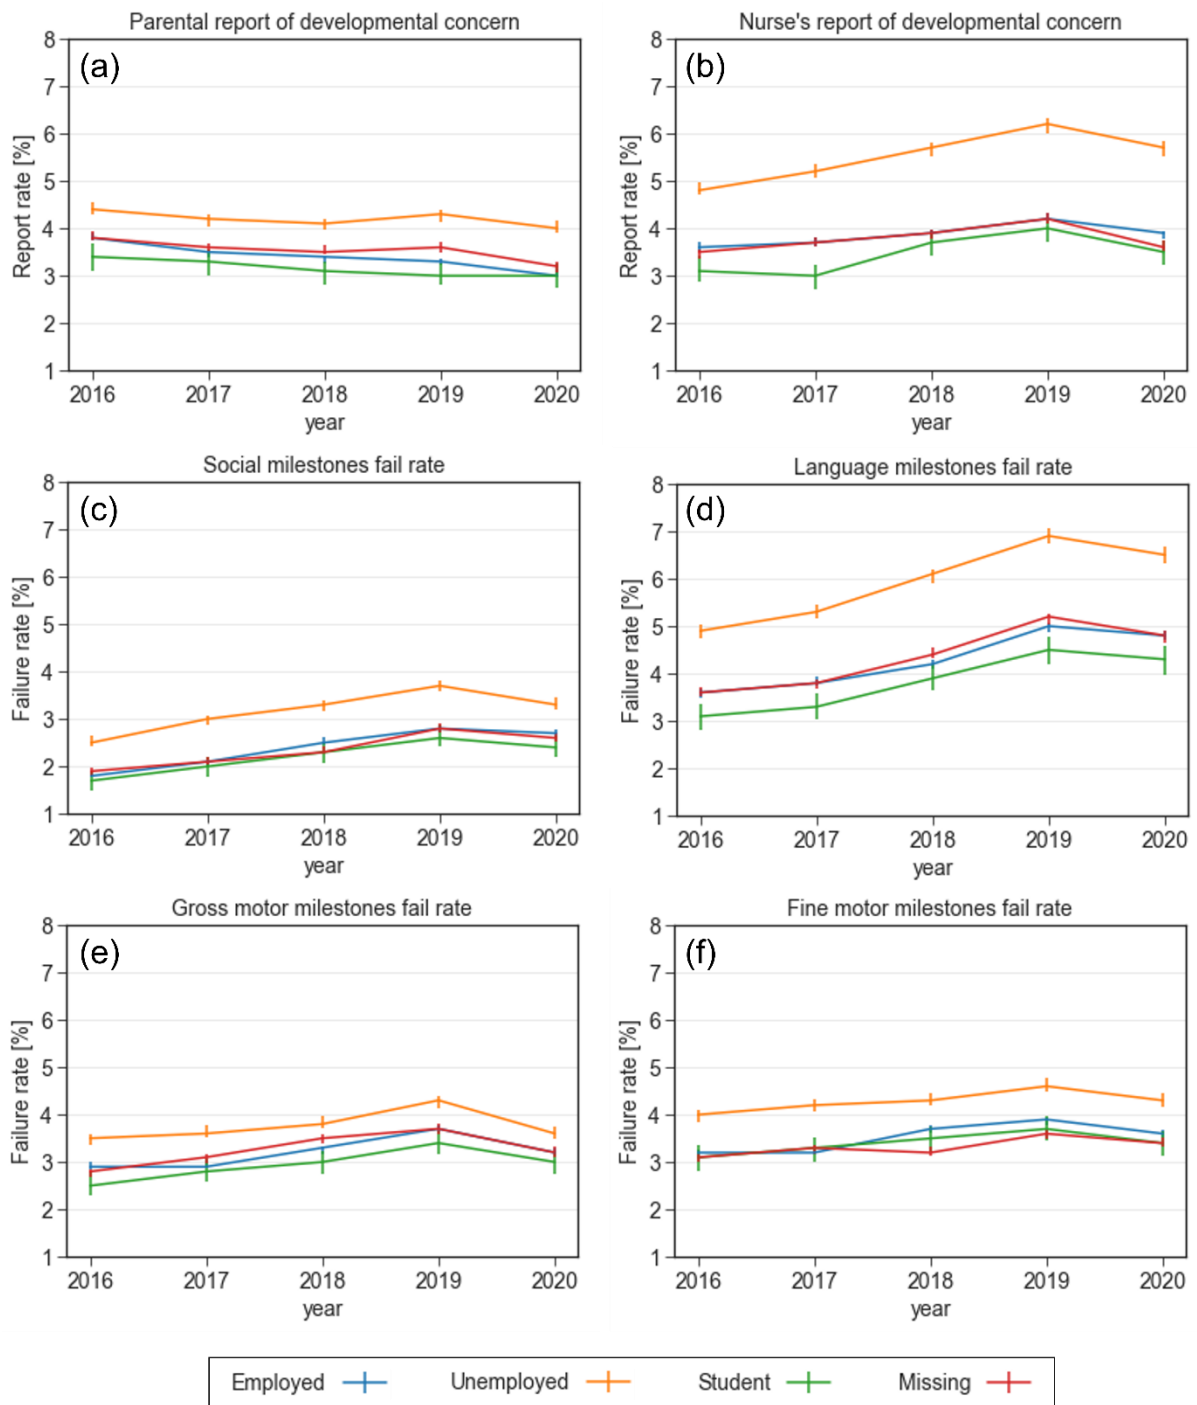 Parental report of developmental concern
(a)
Report rate [%]
8
7
6
5
4
3
2
1
2016 2017 2018 2019 2020
year
Nurse's report of developmental concern
(b)
Report rate [%]
8
7
6
5
4
3
2
1
2016 2017 2018 2019 2020
year
Social milestones fail rate
(c)
Failure rate [%]
8
7
6
5
4
3
2
1
2016 2017 2018 2019 2020
year
Language milestones fail rate
(d)
Failure rate [%]
8
7
6
5
4
3
2
1
2016 2017 2018 2019 2020
year
Gross motor milestones fail rate
(e)
Failure rate [%]
8
7
6
5
4
3
2
1
2016 2017 2018 2019 2020
year
Fine motor milestones fail rate
(f)
Failure rate [%]
8
7
6
5
4
3
2
1
2016 2017 2018 2019 2020
year
Employed Unemployed Student Missing